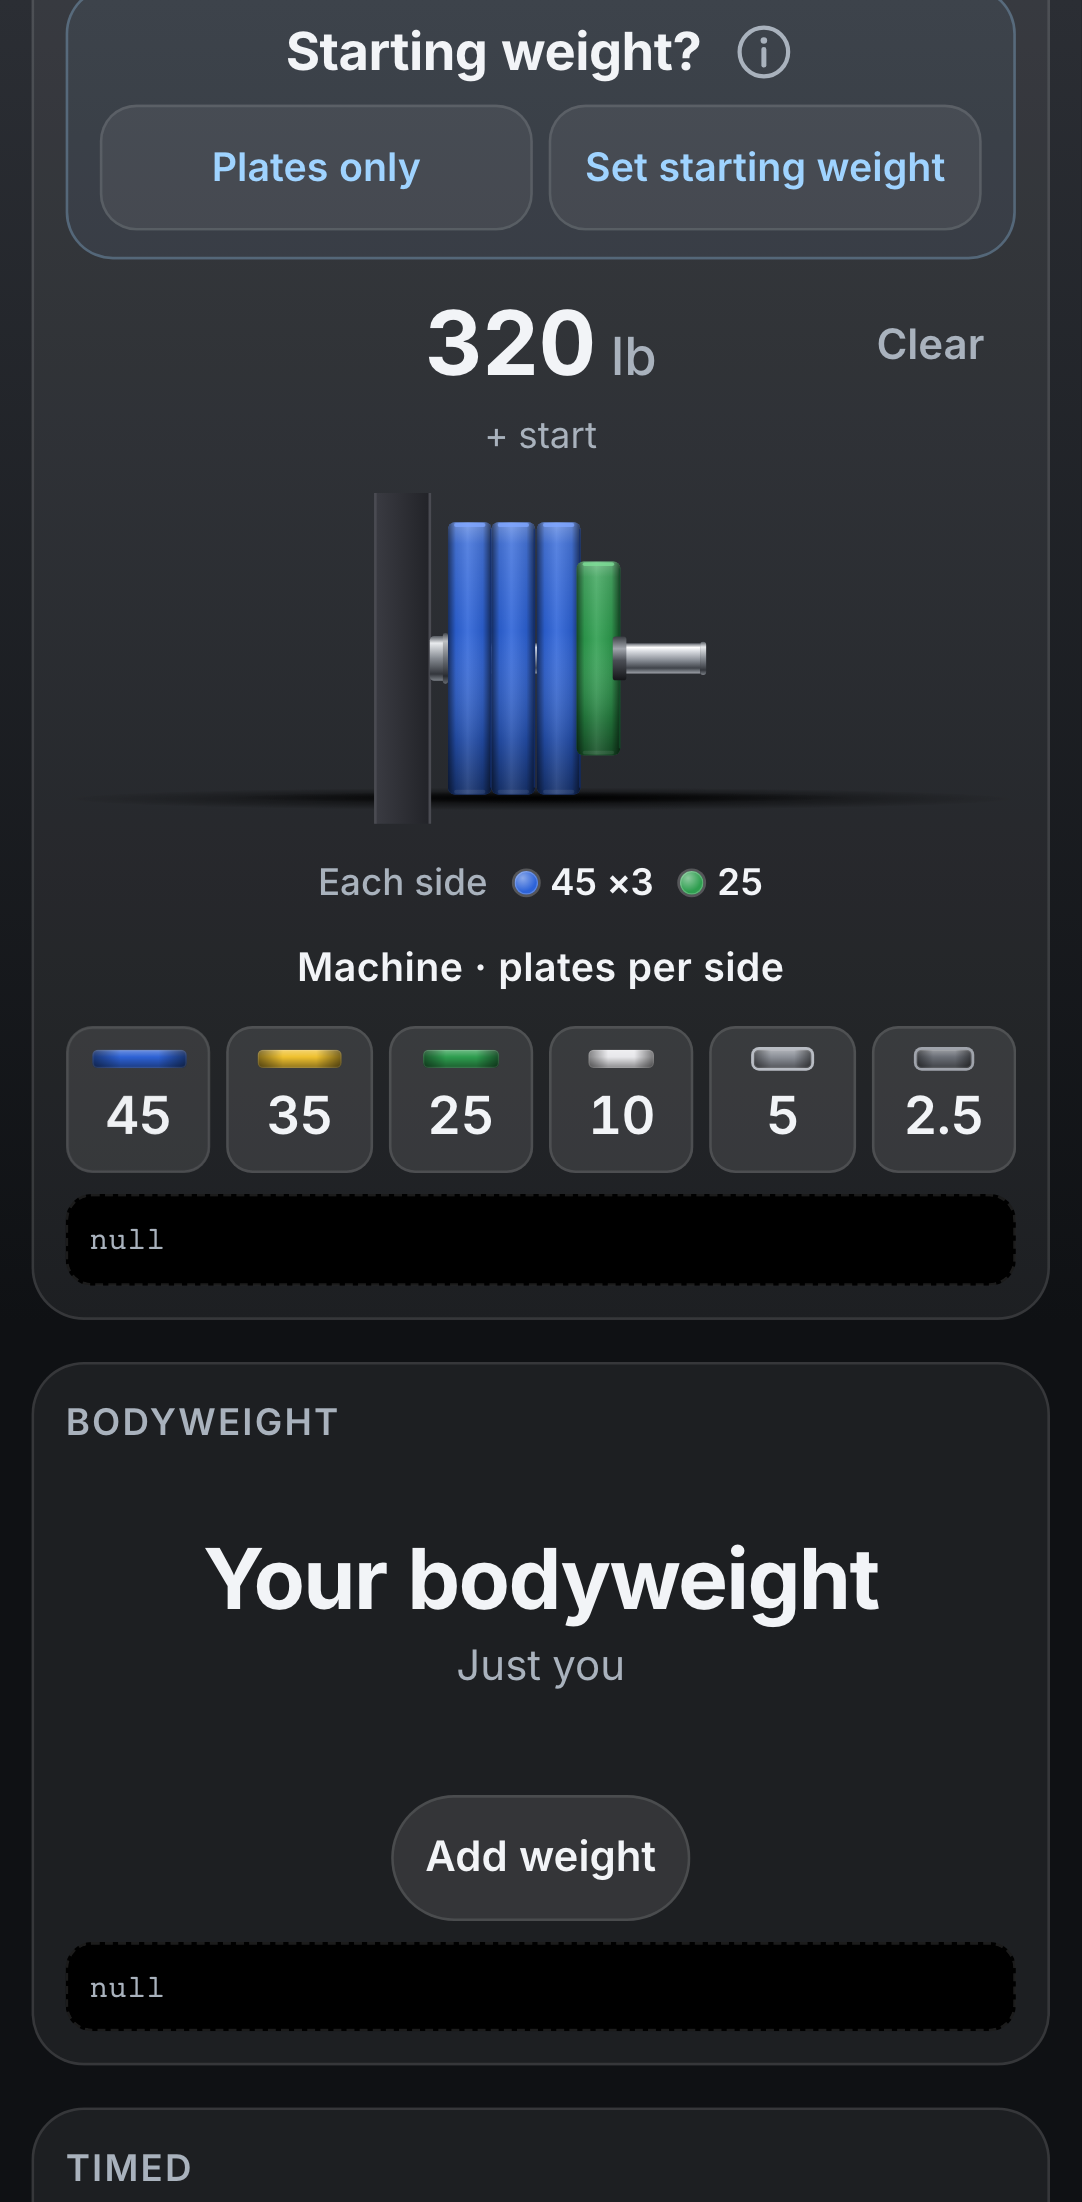 Starting weight?
Plates only
Set starting weight
320 lb
Clear
+ start
Each side 45 ×3 25
Machine · plates per side
45 35 25 10 5 2.5
null
BODYWEIGHT
Your bodyweight
Just you
Add weight
null
TIMED